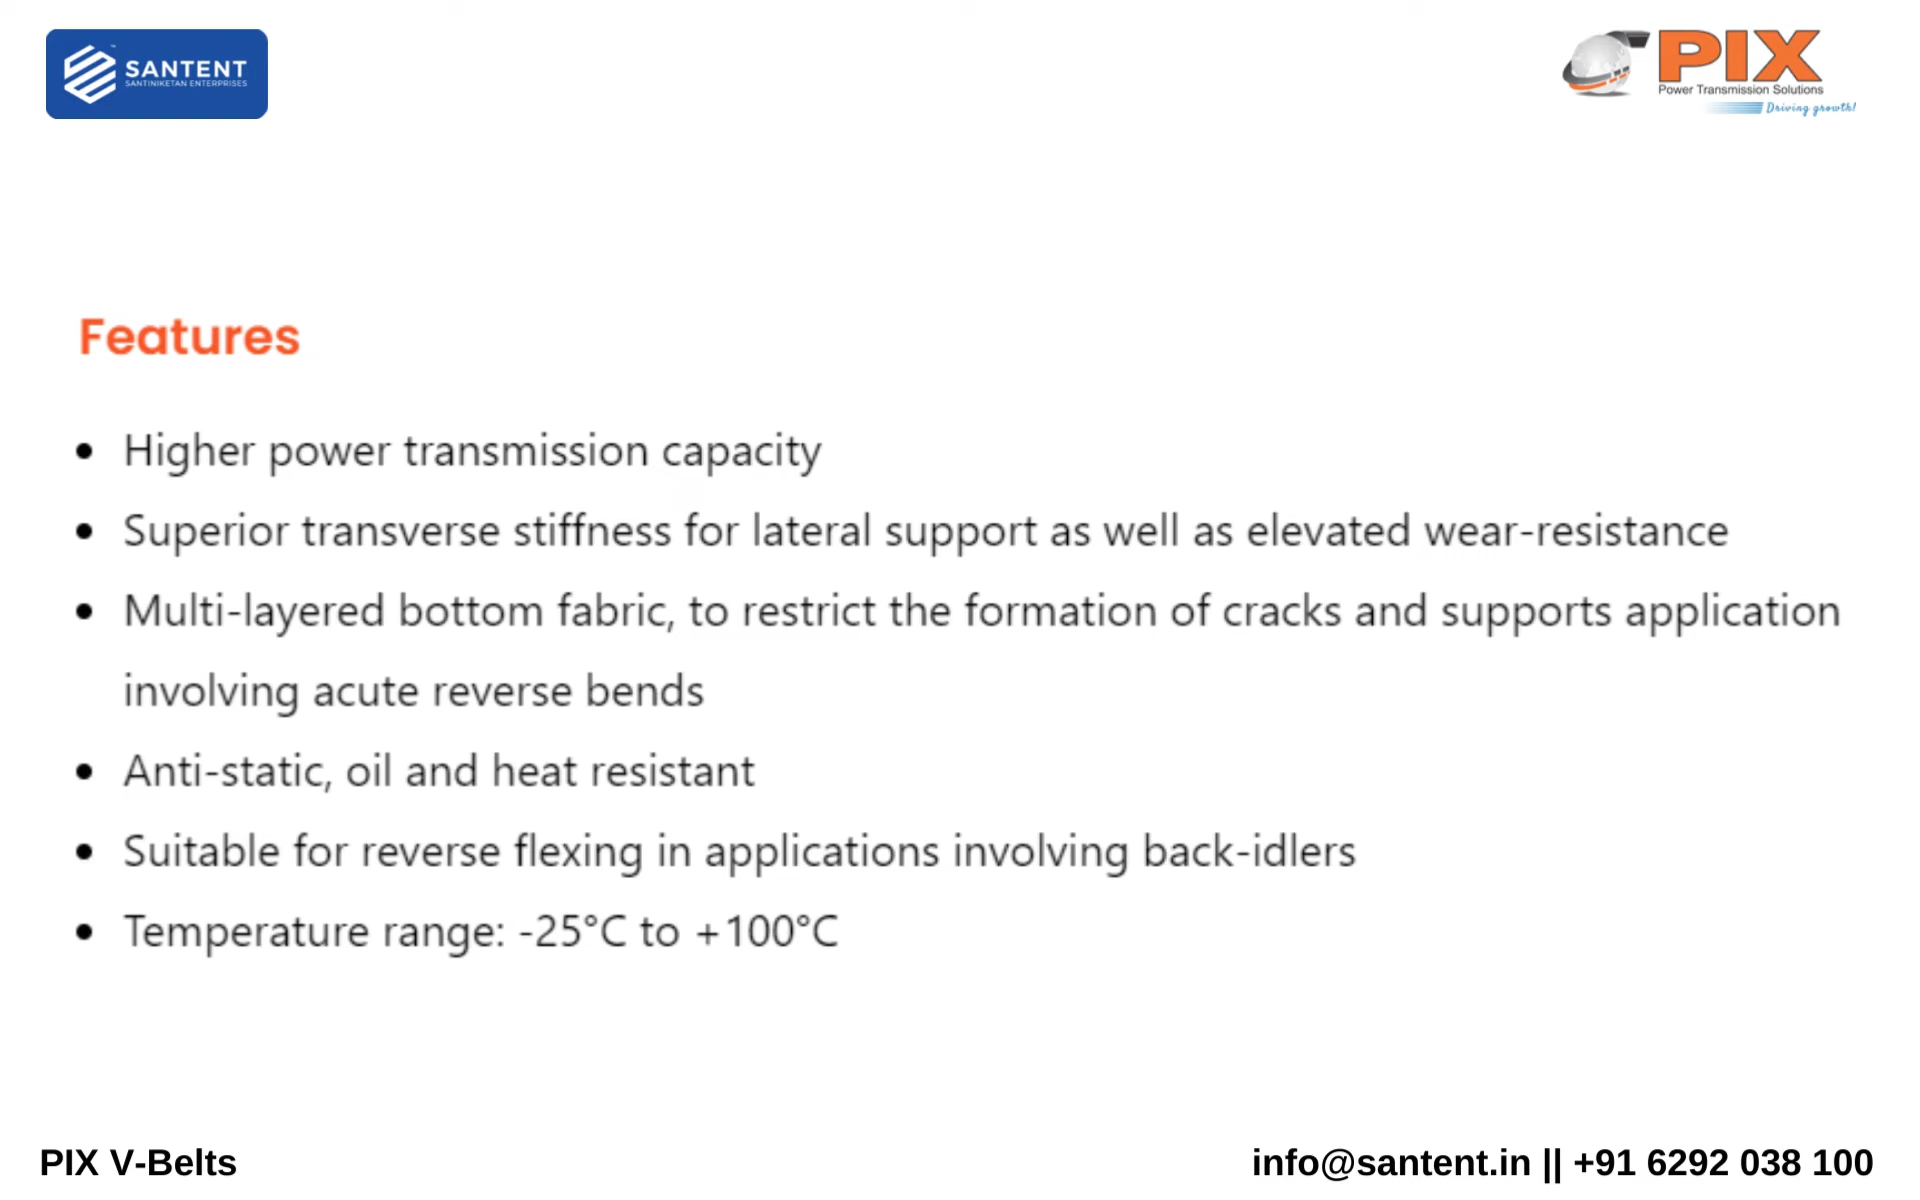 SANTENT
SANTINIKETAN ENTERPRISES
PIX
Power Transmission Solutions
Driving growth!
Features
• Higher power transmission capacity
• Superior transverse stiffness for lateral support as well as elevated wear-resistance
• Multi-layered bottom fabric, to restrict the formation of cracks and supports application
involving acute reverse bends
• Anti-static, oil and heat resistant
• Suitable for reverse flexing in applications involving back-idlers
• Temperature range: -25°C to +100°C
PIX V-Belts
info@santent.in || +91 6292 038 100